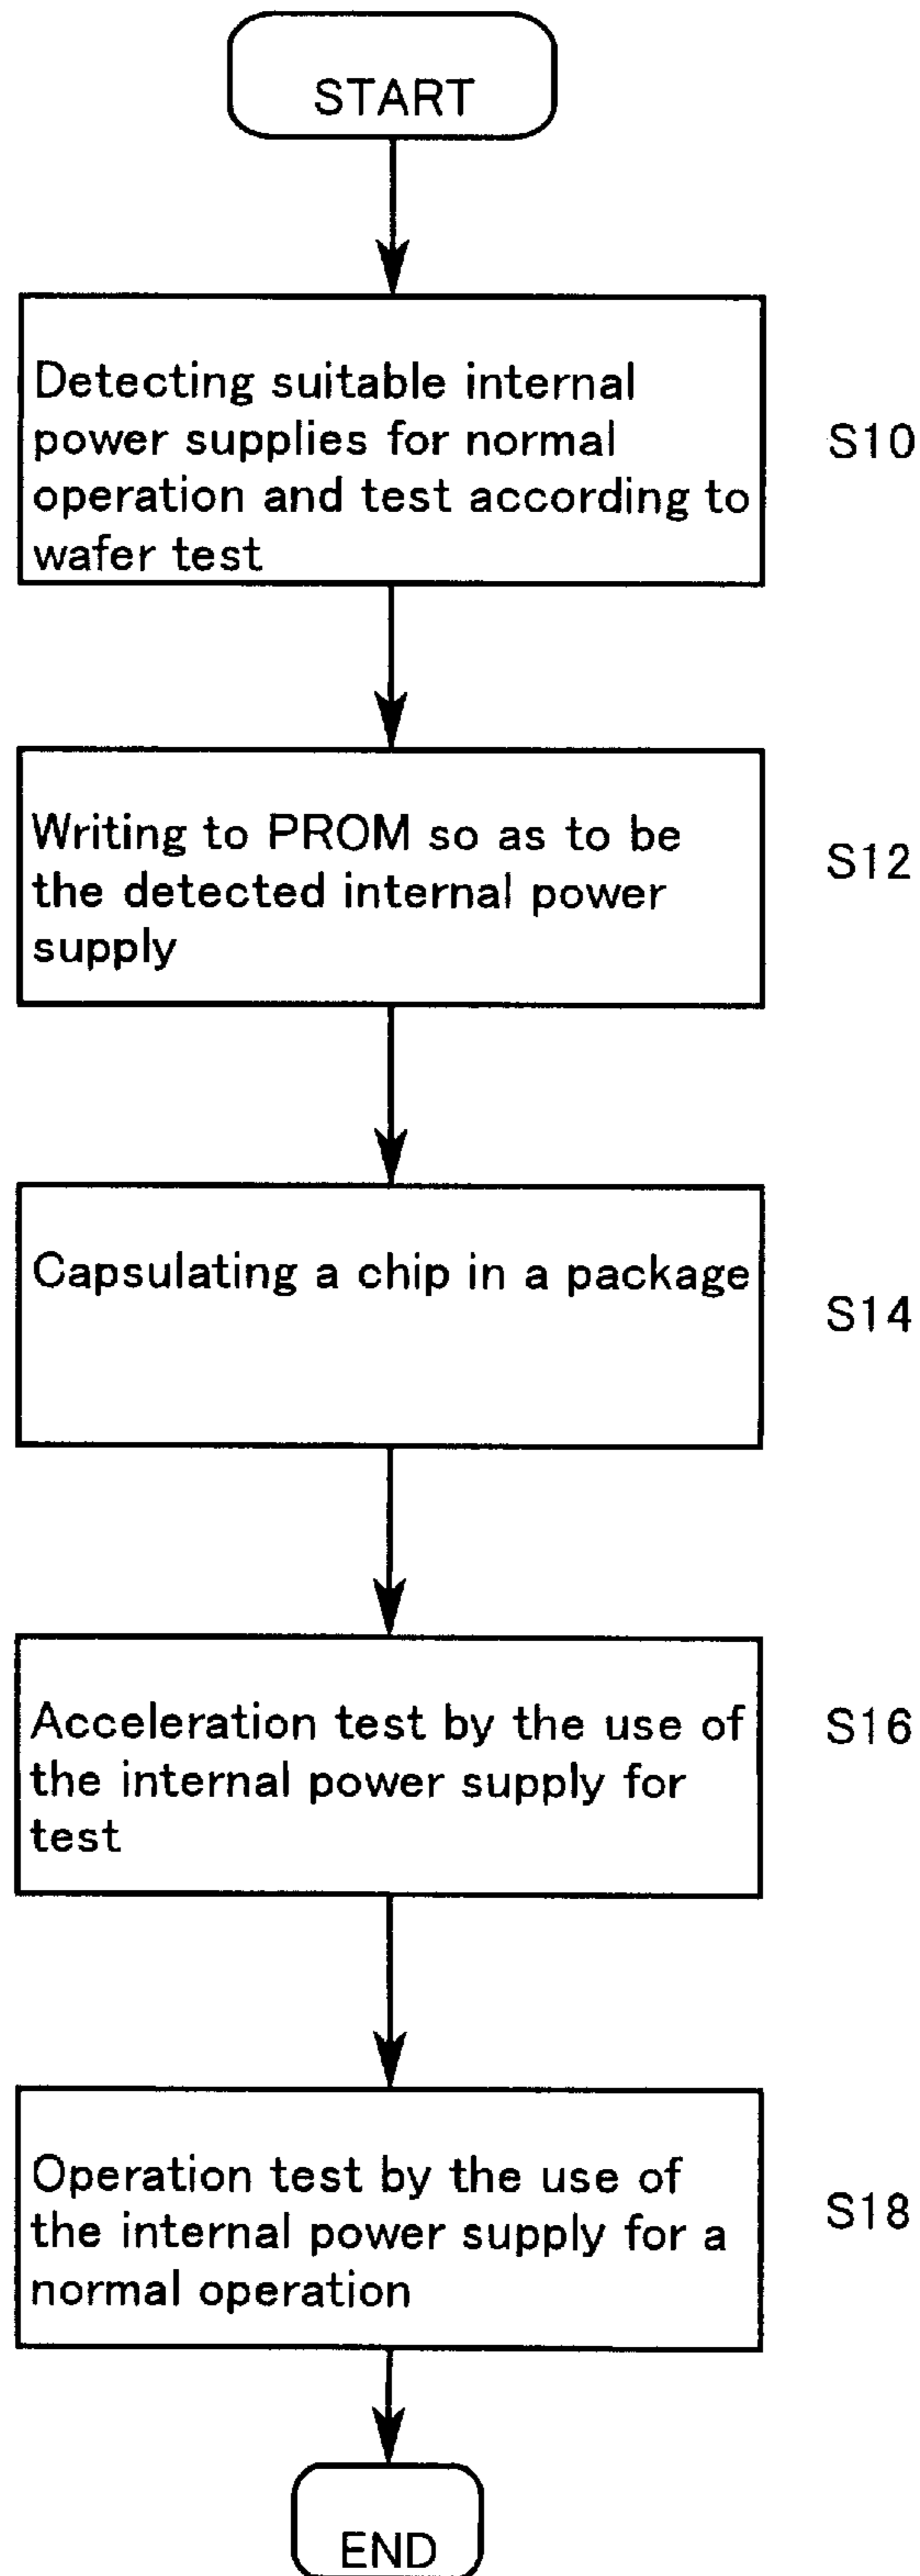 START
Detecting suitable internal
power supplies for normal
operation and test according to
wafer test
S10
Writing to PROM so as to be
the detected internal power
supply
S12
Capsulating a chip in a package
S14
Acceleration test by the use of
the internal power supply for
test
S16
Operation test by the use of
the internal power supply for a
normal operation
S18
END